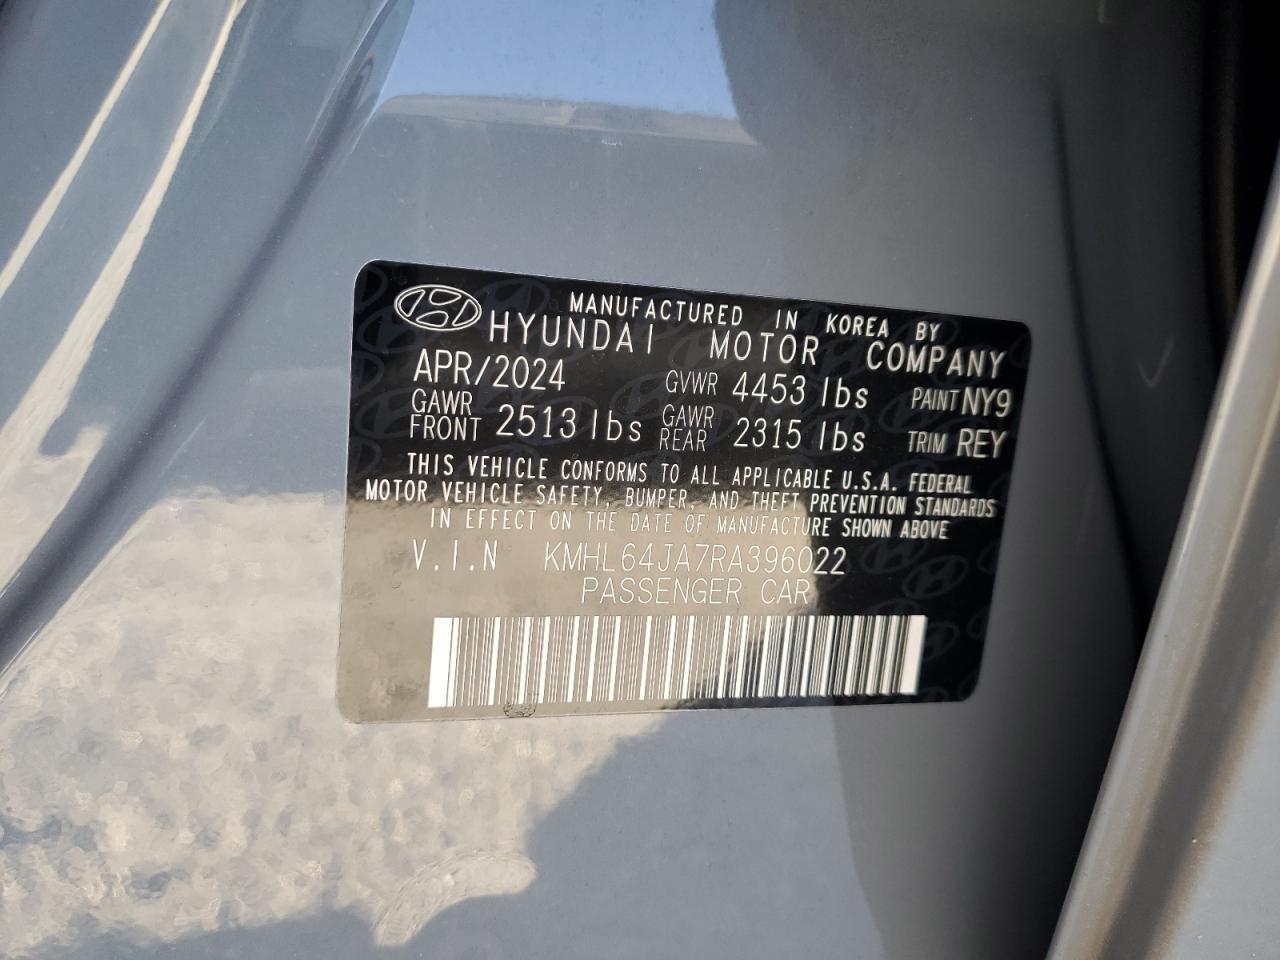 MANUFACTURED IN KOREA BY
HYUNDAI MOTOR COMPANY
APR/2024 GVWR 4453 lbs PAINT NY9
GAWR FRONT 2513 lbs GAWR REAR 2315 lbs TRIM REY
THIS VEHICLE CONFORMS TO ALL APPLICABLE U.S.A. FEDERAL
MOTOR VEHICLE SAFETY, BUMPER, AND THEFT PREVENTION STANDARDS
IN EFFECT ON THE DATE OF MANUFACTURE SHOWN ABOVE
V.I.N KMHL64JA7RA396022
PASSENGER CAR